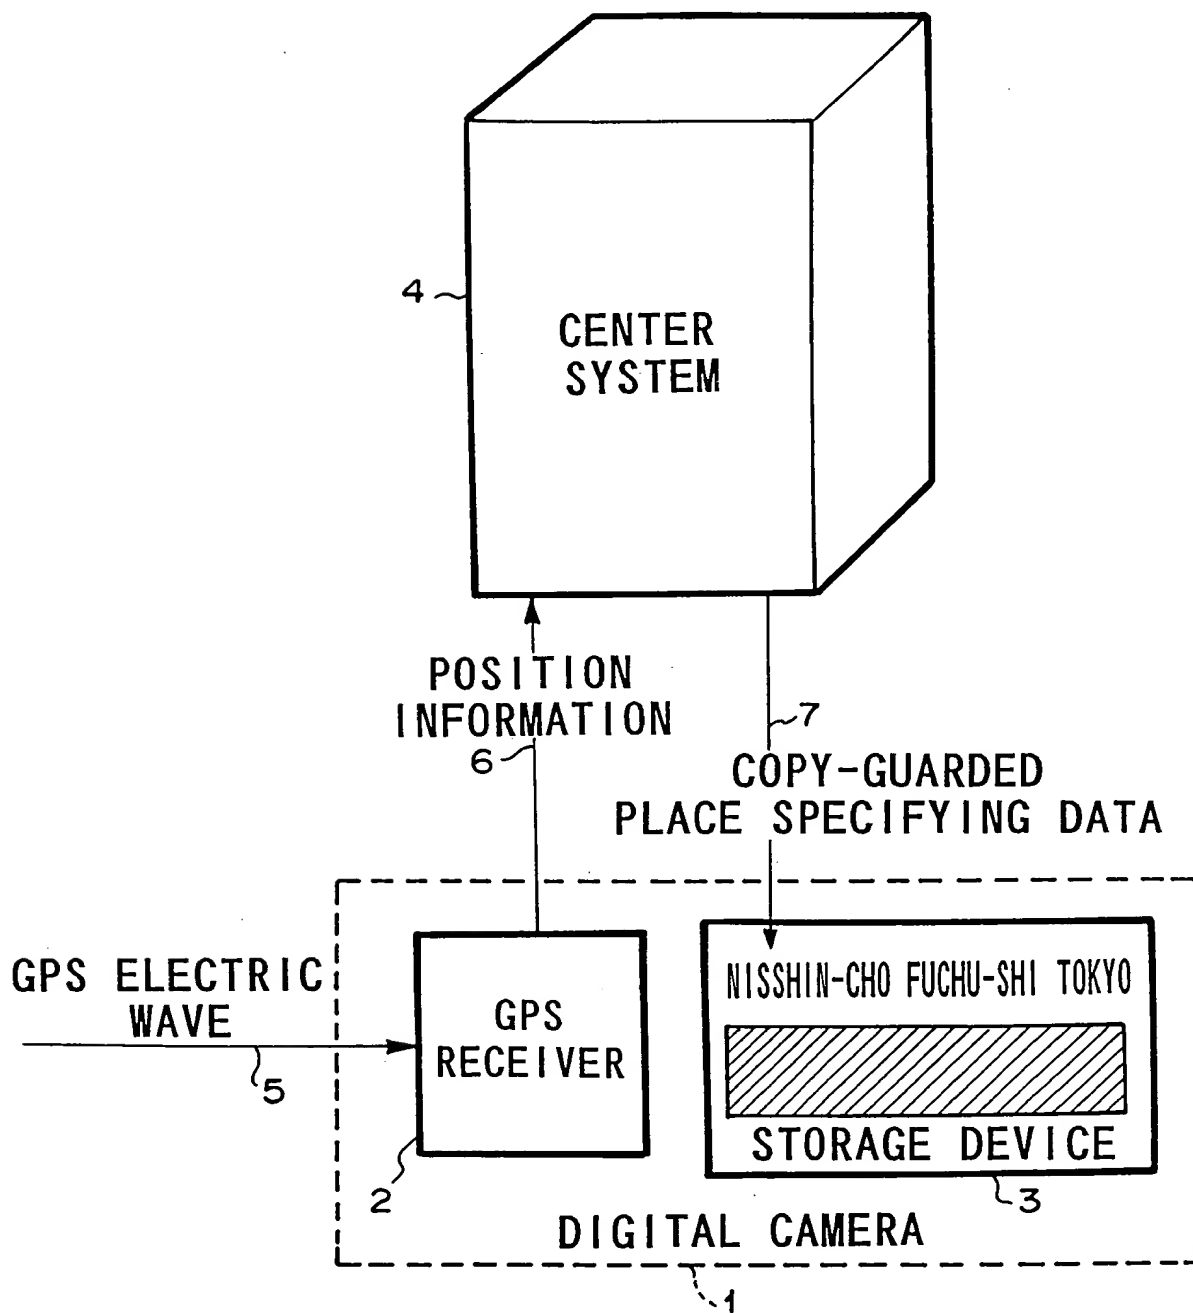 4
CENTER
SYSTEM
POSITION
INFORMATION
6
7
COPY-GUARDED
PLACE SPECIFYING DATA
GPS ELECTRIC
WAVE
5
GPS
RECEIVER
2
NISSHIN-CHO FUCHU-SHI TOKYO
STORAGE DEVICE
3
DIGITAL CAMERA
1